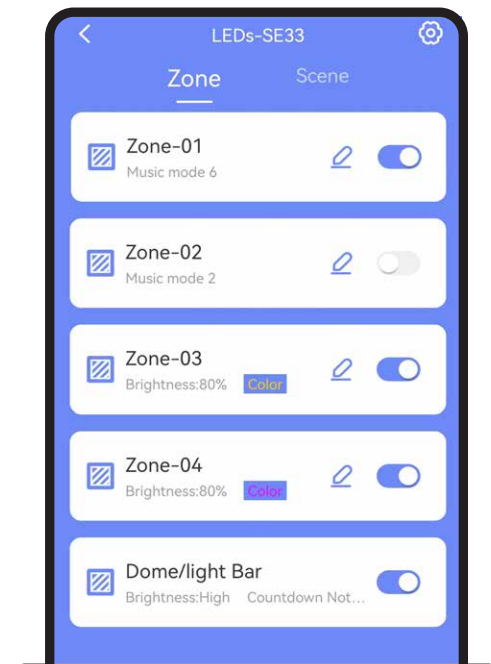 LEDs-SE33
Zone Scene
Zone-01
Music mode 6
Zone-02
Music mode 2
Zone-03
Brightness:80% Color
Zone-04
Brightness:80% Color
Dome/light Bar
Brightness:High Countdown Not...